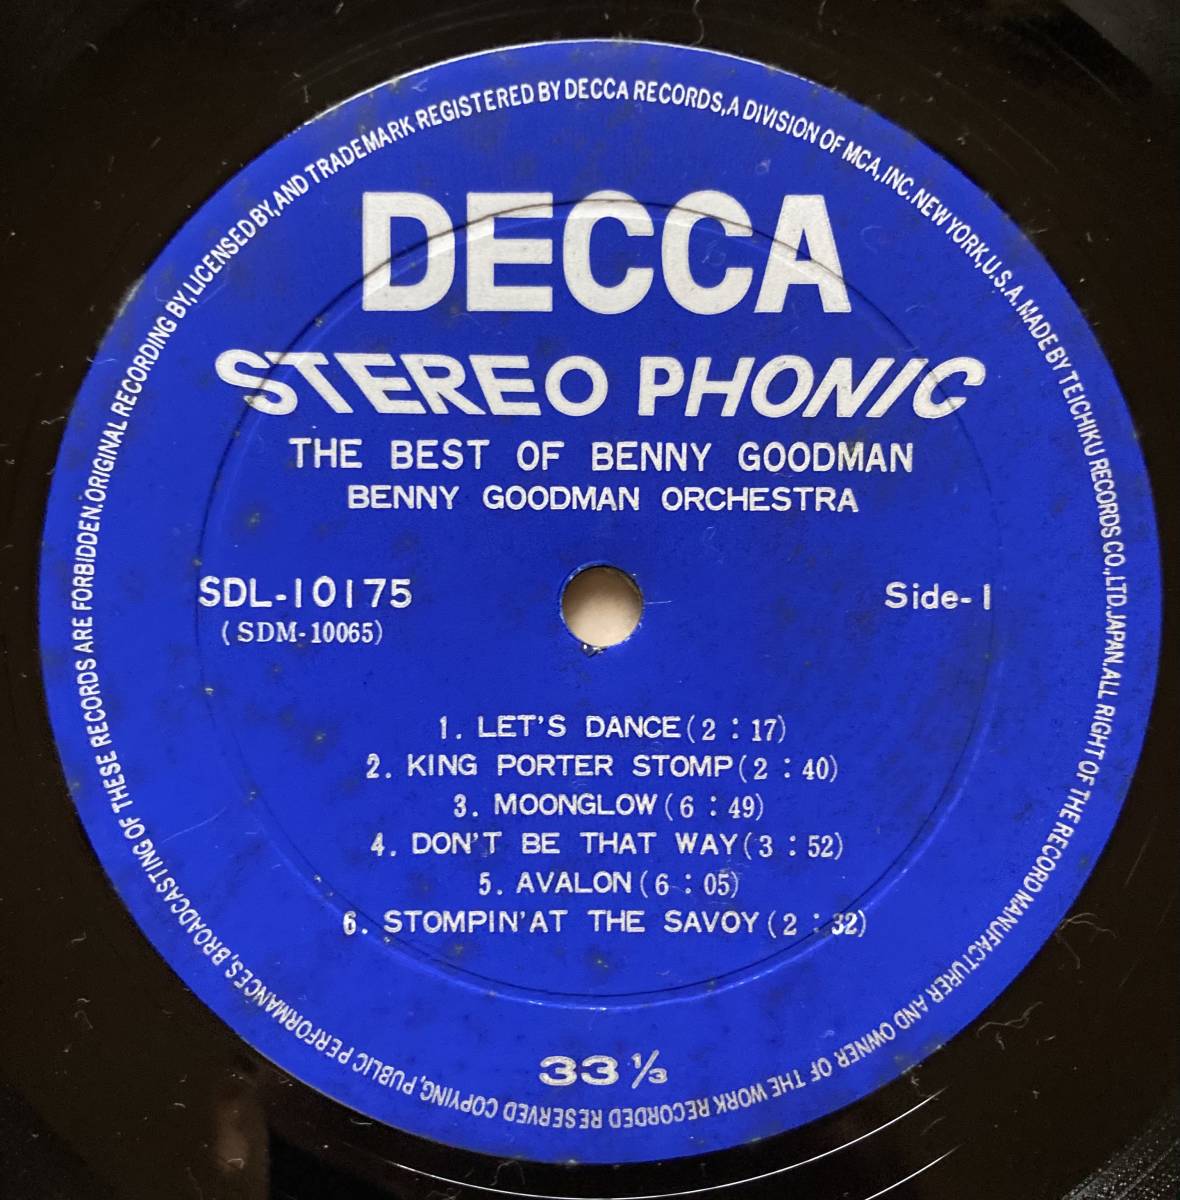 ORIGINAL RECORDING BY, LICENSED BY, AND TRADEMARK REGISTERED BY DECCA RECORDS, A DIVISION OF MCA, INC. NEW YORK, U.S.A. MADE BY TEICHIKU RECORDS CO., LTD. JAPAN. ALL RIGHT OF THE RECORD MANUFACTURER AND OWNER OF THE WORK RECORDED RESERVED COPYING, PUBLIC PERFORMANCES, BROADCASTING OF THESE RECORDS ARE FORBIDDEN.
DECCA
STEREO PHONIC
THE BEST OF BENNY GOODMAN
BENNY GOODMAN ORCHESTRA
SDL-10175
(SDM-10065)
Side-1
1. LET'S DANCE (2:17)
2. KING PORTER STOMP (2:40)
3. MOONGLOW (6:49)
4. DON'T BE THAT WAY (3:52)
5. AVALON (6:05)
6. STOMPIN' AT THE SAVOY (2:32)
33 1/3